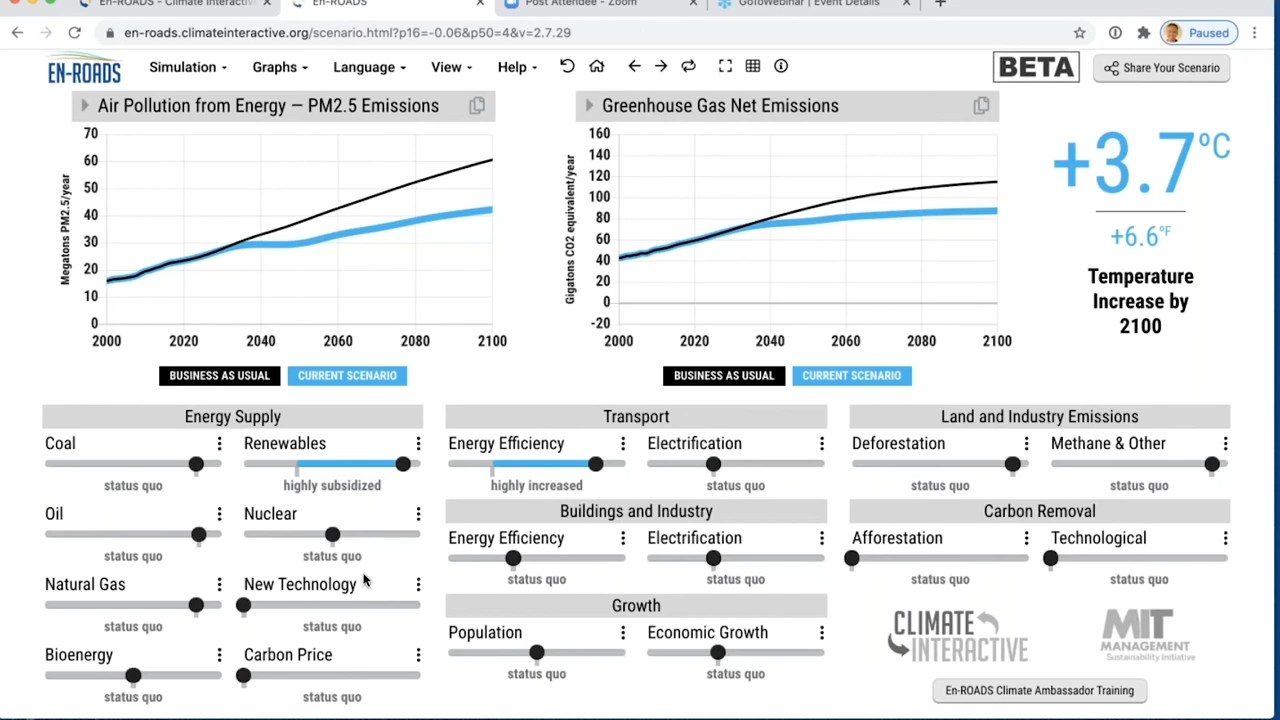 EN-ROADS - Climate Interactiv
EN-ROADS
Post Attendee - Zoom
GoToWebinar | Event Details
en-roads.climateinteractive.org/scenario.html?p16=-0.06&p50=4&v=2.7.29
Paused
EN-ROADS
Simulation
Graphs
Language
View
Help
BETA
Share Your Scenario
Air Pollution from Energy — PM2.5 Emissions
Megatons PM2.5/year
70
60
50
40
30
20
10
0
2000 2020 2040 2060 2080 2100
BUSINESS AS USUAL CURRENT SCENARIO
Greenhouse Gas Net Emissions
Gigatons CO2 equivalent/year
160
140
120
100
80
60
40
20
0
-20
2000 2020 2040 2060 2080 2100
BUSINESS AS USUAL CURRENT SCENARIO
+3.7°C
+6.6°F
Temperature
Increase by
2100
Energy Supply
Coal
status quo
Renewables
highly subsidized
Oil
status quo
Nuclear
status quo
Natural Gas
status quo
New Technology
status quo
Bioenergy
status quo
Carbon Price
status quo
Transport
Energy Efficiency
highly increased
Electrification
status quo
Buildings and Industry
Energy Efficiency
status quo
Electrification
status quo
Growth
Population
status quo
Economic Growth
status quo
Land and Industry Emissions
Deforestation
status quo
Methane & Other
status quo
Carbon Removal
Afforestation
status quo
Technological
status quo
CLIMATE
INTERACTIVE
MIT
MANAGEMENT
Sustainability Initiative
En-ROADS Climate Ambassador Training